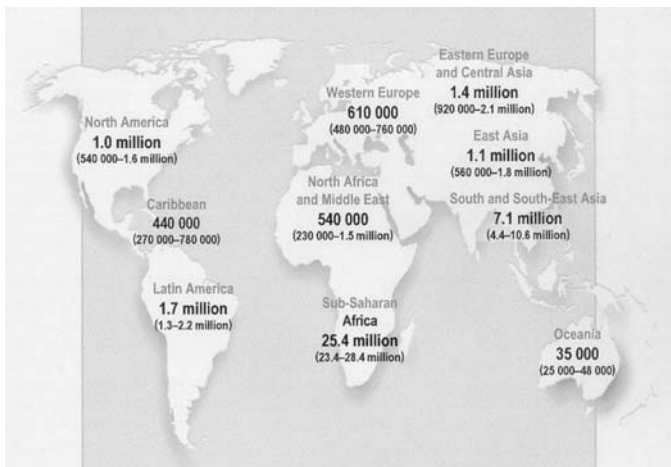 Eastern Europe
and Central Asia
1.4 million
(920 000–2.1 million)
Western Europe
610 000
(480 000–760 000)
North America
1.0 million
(540 000–1.6 million)
East Asia
1.1 million
(560 000–1.8 million)
North Africa
and Middle East
540 000
(230 000–1.5 million)
South and South-East Asia
7.1 million
(4.4–10.6 million)
Caribbean
440 000
(270 000–780 000)
Latin America
1.7 million
(1.3–2.2 million)
Sub-Saharan
Africa
25.4 million
(23.4–28.4 million)
Oceania
35 000
(25 000–48 000)